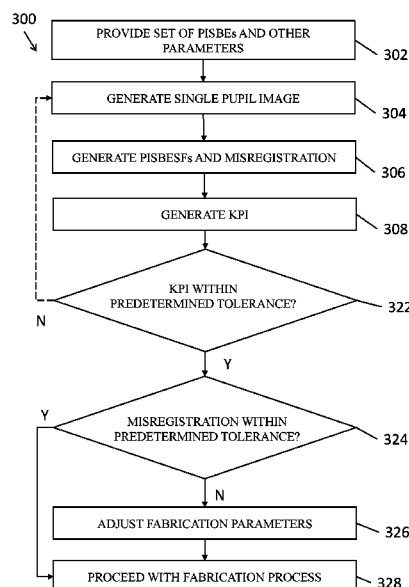 300
PROVIDE SET OF PISBEs AND OTHER
PARAMETERS
302
GENERATE SINGLE PUPIL IMAGE
304
GENERATE PISBESFs AND MISREGISTRATION
306
GENERATE KPI
308
KPI WITHIN
PREDETERMINED TOLERANCE?
322
N
Y
MISREGISTRATION WITHIN
PREDETERMINED TOLERANCE?
324
Y
N
ADJUST FABRICATION PARAMETERS
326
PROCEED WITH FABRICATION PROCESS
328